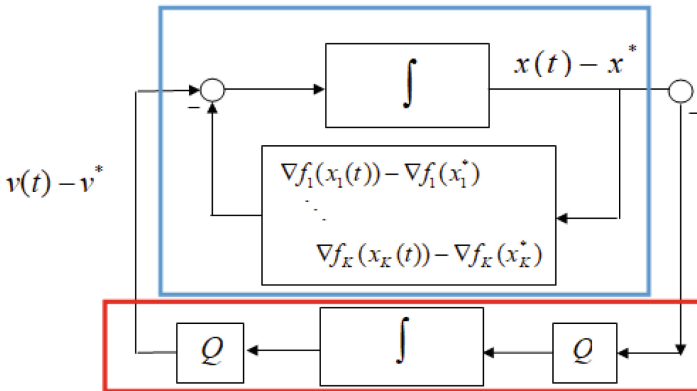 ∫
x(t) − x*
−
−
v(t) − v*
∇f₁(x₁(t)) − ∇f₁(x₁*)
⋱
∇f_K(x_K(t)) − ∇f_K(x_K*)
Q
∫
Q